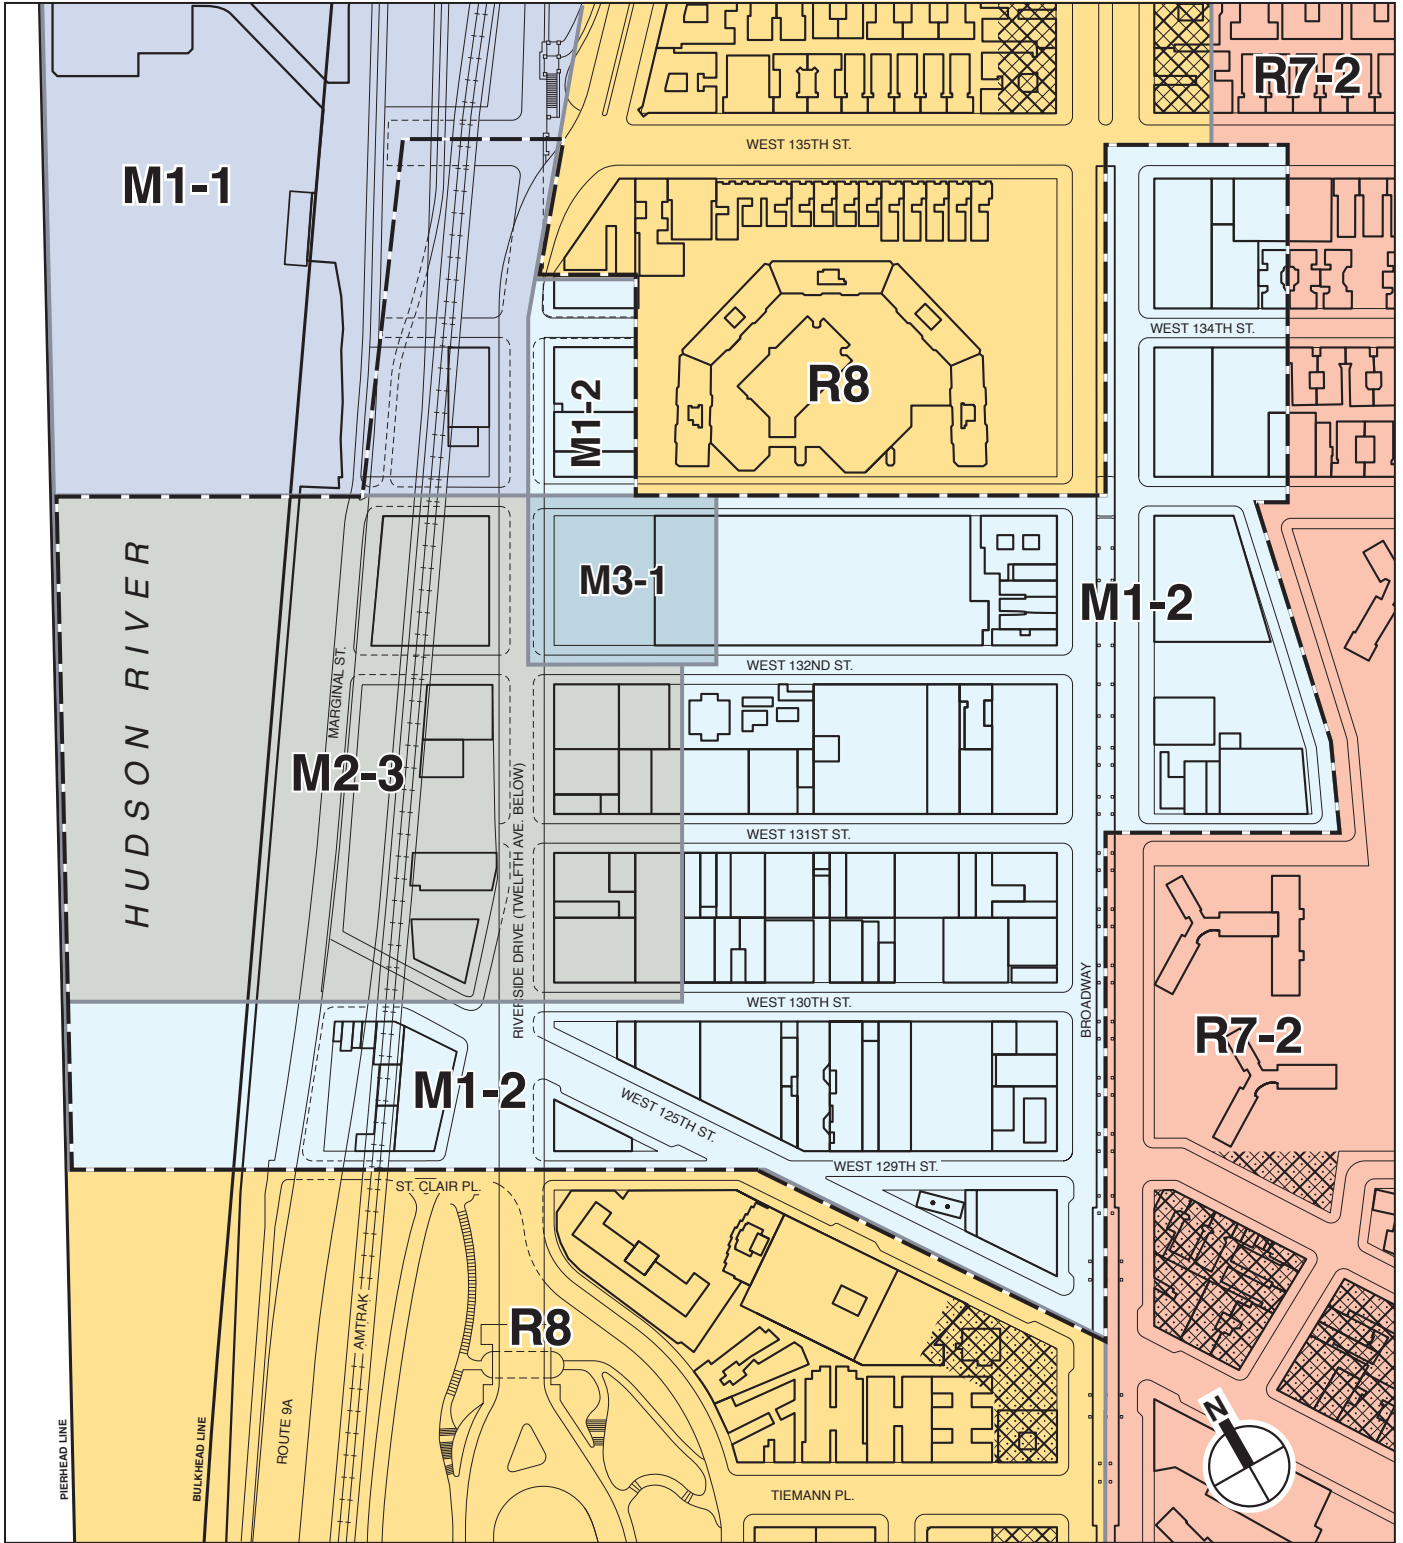 R7-2
WEST 135TH ST.
M1-1
WEST 134TH ST.
R8
M1-2
HUDSON RIVER
M3-1
M1-2
MARGINAL ST.
WEST 132ND ST.
M2-3
RIVERSIDE DRIVE (TWELFTH AVE. BELOW)
WEST 131ST ST.
BROADWAY
WEST 130TH ST.
R7-2
M1-2
WEST 125TH ST.
WEST 129TH ST.
ST. CLAIR PL.
R8
AMTRAK
ROUTE 9A
PIERHEAD LINE
BULKHEAD LINE
N
TIEMANN PL.